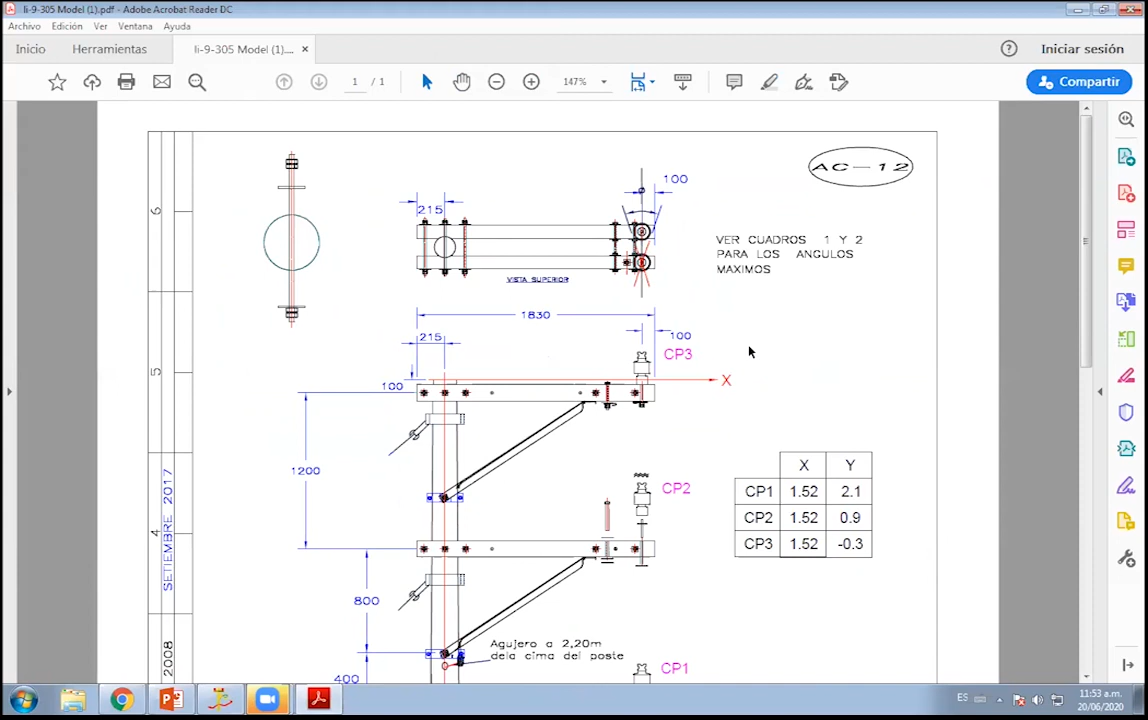 li-9-305 Model (1).pdf - Adobe Acrobat Reader DC
Archivo Edición Ver Ventana Ayuda
Inicio Herramientas li-9-305 Model (1).... × Iniciar sesión
1 / 1 147% Compartir
AC-12
100
215
VER CUADROS 1 Y 2
PARA LOS ANGULOS
MAXIMOS
VISTA SUPERIOR
1830
215
100
CP3
X
100
1200
CP2
X Y
CP1 1.52 2.1
CP2 1.52 0.9
CP3 1.52 -0.3
800
Agujero a 2,20m
dela cima del poste
CP1
400
6
5
4
SETIEMBRE 2017
2008
ES 11:53 a.m.
20/06/2020